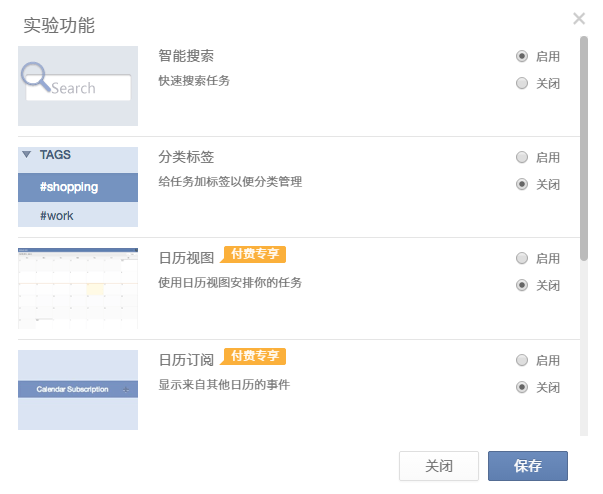 实验功能
Search
智能搜索
快速搜索任务
启用
关闭
TAGS
#shopping
#work
分类标签
给任务加标签以便分类管理
启用
关闭
日历视图 付费专享
使用日历视图安排你的任务
启用
关闭
Calendar Subscription
日历订阅 付费专享
显示来自其他日历的事件
启用
关闭
关闭 保存